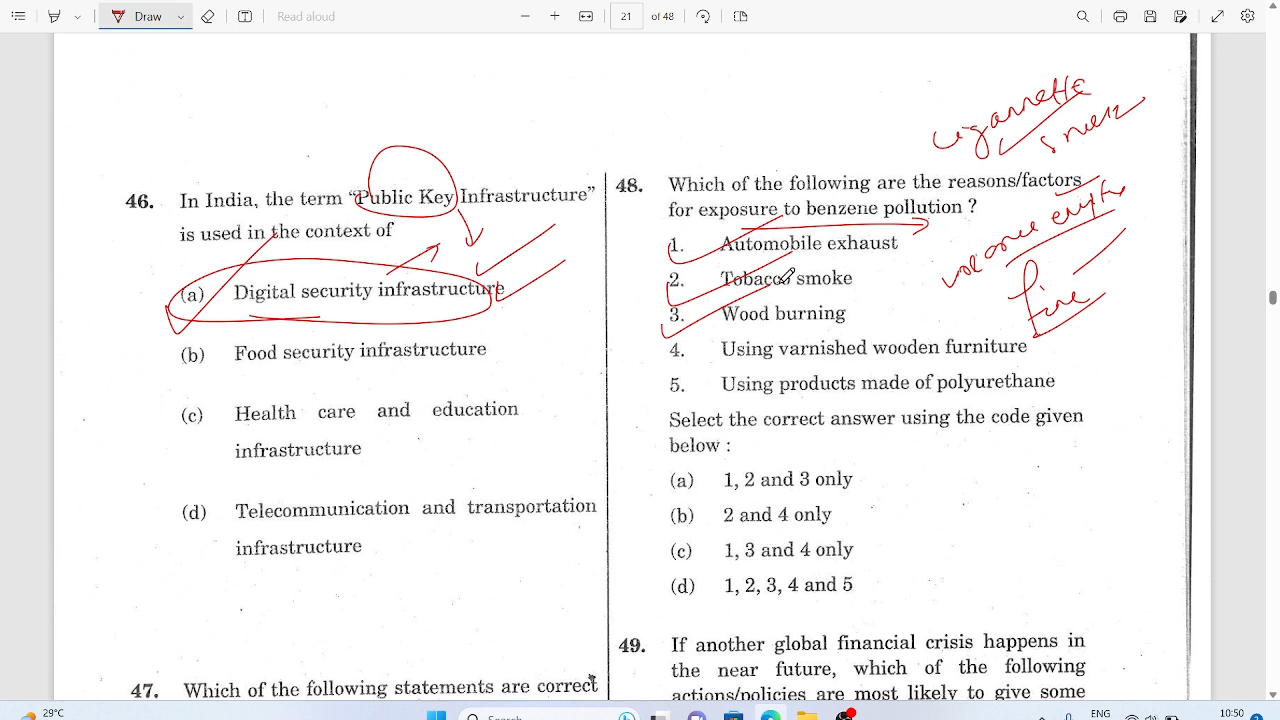 Draw
Read aloud
21
of 48
cigarrette
46. In India, the term "Public Key Infrastructure"
is used in the context of
(a) Digital security infrastructure
(b) Food security infrastructure
(c) Health care and education
infrastructure
(d) Telecommunication and transportation
infrastructure
47. Which of the following statements are correct
48. Which of the following are the reasons/factors
for exposure to benzene pollution ?
1. Automobile exhaust
2. Tobacco smoke
3. Wood burning
4. Using varnished wooden furniture
5. Using products made of polyurethane
Select the correct answer using the code given
below :
(a) 1, 2 and 3 only
(b) 2 and 4 only
(c) 1, 3 and 4 only
(d) 1, 2, 3, 4 and 5
fire
49. If another global financial crisis happens in
the near future, which of the following
actions/policies are most likely to give some
29°C
Search
ENG
10:50